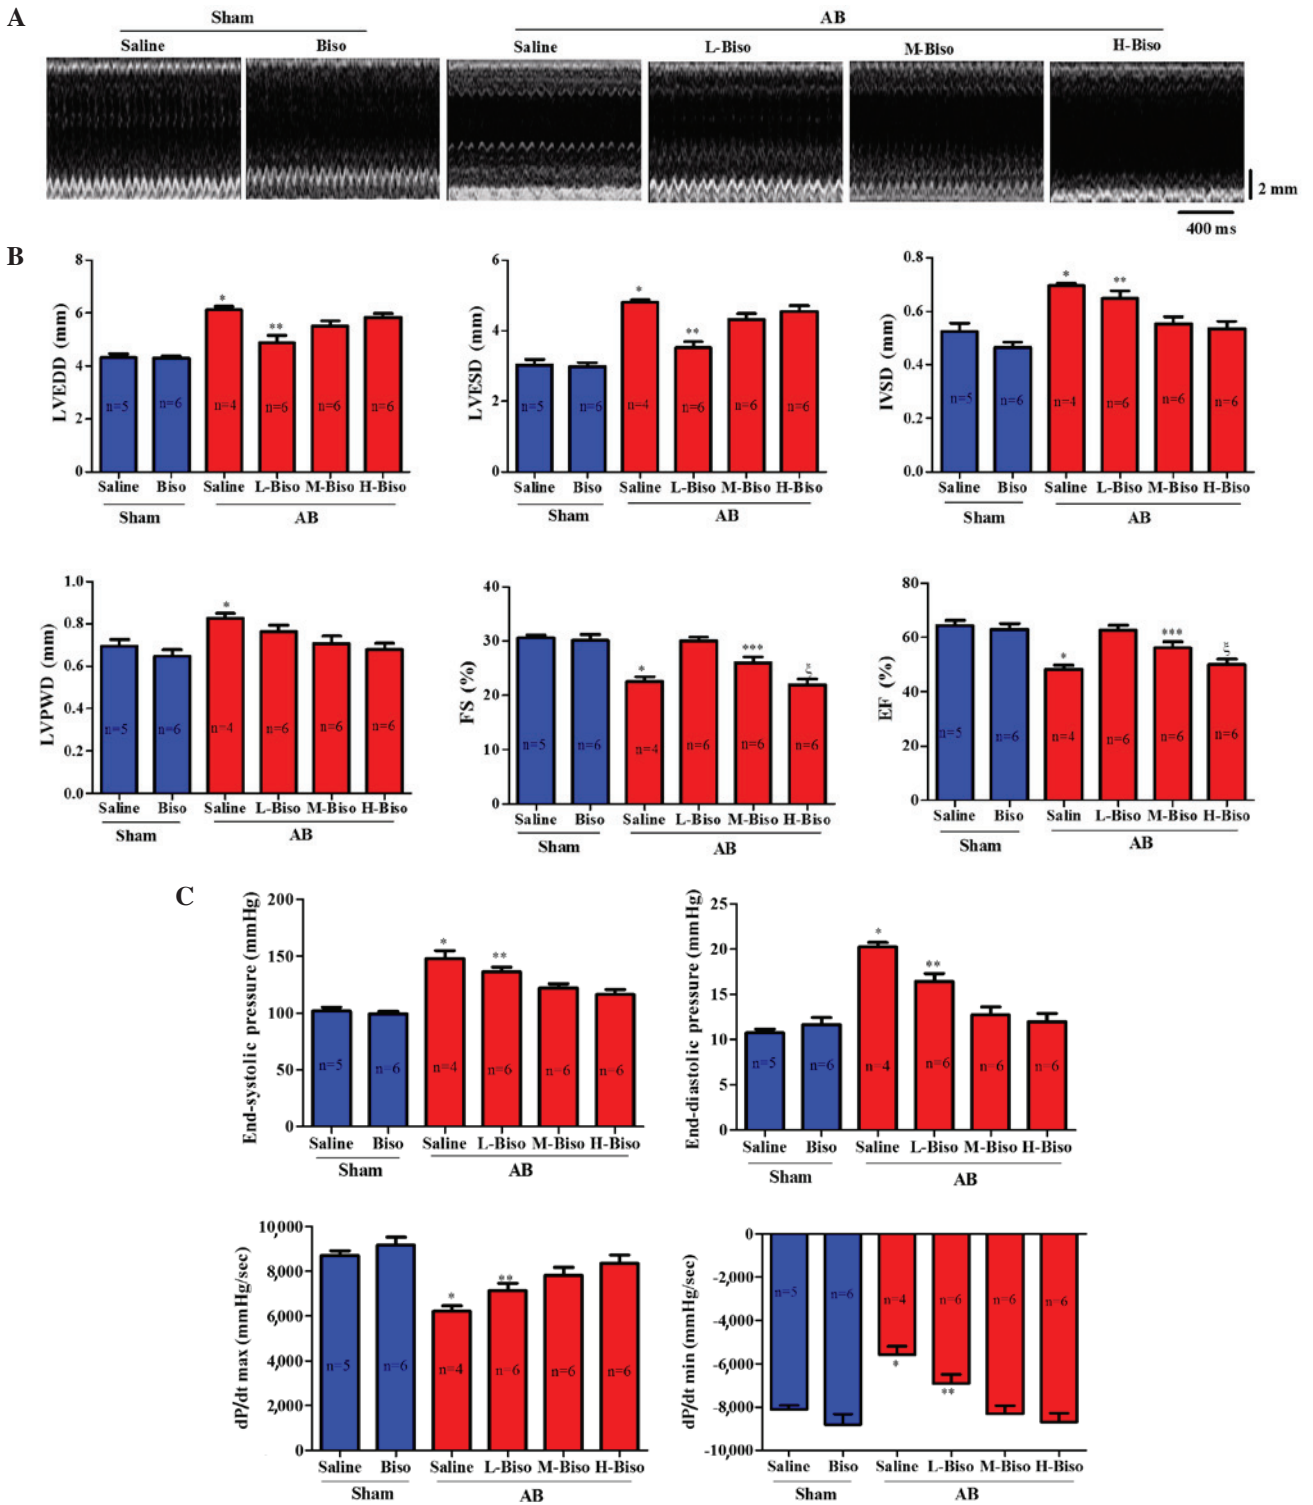 A
Sham
AB
Saline
Biso
Saline
L-Biso
M-Biso
H-Biso
2 mm
400 ms
B
LVEDD (mm)
8
6
4
2
0
*
**
n=5
n=6
n=4
n=6
n=6
n=6
Saline Biso Saline L-Biso M-Biso H-Biso
Sham AB
LVESD (mm)
6
4
2
0
*
**
n=5
n=6
n=4
n=6
n=6
n=6
Saline Biso Saline L-Biso M-Biso H-Biso
Sham AB
IVSD (mm)
0.8
0.6
0.4
0.2
0.0
*
**
n=5
n=6
n=4
n=6
n=6
n=6
Saline Biso Saline L-Biso M-Biso H-Biso
Sham AB
LVPWD (mm)
1.0
0.8
0.6
0.4
0.2
0.0
*
n=5
n=6
n=4
n=6
n=6
n=6
Saline Biso Saline L-Biso M-Biso H-Biso
Sham AB
FS (%)
40
30
20
10
0
*
***
ξ
n=5
n=6
n=4
n=6
n=6
n=6
Saline Biso Saline L-Biso M-Biso H-Biso
Sham AB
EF (%)
80
60
40
20
0
*
***
ξ
n=5
n=6
n=4
n=6
n=6
n=6
Saline Biso Salin L-Biso M-Biso H-Biso
Sham AB
C
End-systolic pressure (mmHg)
200
150
100
50
0
*
**
n=5
n=6
n=4
n=6
n=6
n=6
Saline Biso Saline L-Biso M-Biso H-Biso
Sham AB
End-diastolic pressure (mmHg)
25
20
15
10
5
0
*
**
n=5
n=6
n=4
n=6
n=6
n=6
Saline Biso Saline L-Biso M-Biso H-Biso
Sham AB
dP/dt max (mmHg/sec)
10,000
8,000
6,000
4,000
2,000
0
*
**
n=5
n=6
n=4
n=6
n=6
n=6
Saline Biso Saline L-Biso M-Biso H-Biso
Sham AB
dP/dt min (mmHg/sec)
0
-2,000
-4,000
-6,000
-8,000
-10,000
n=5
n=6
n=4
n=6
n=6
n=6
*
**
Saline Biso Saline L-Biso M-Biso H-Biso
Sham AB